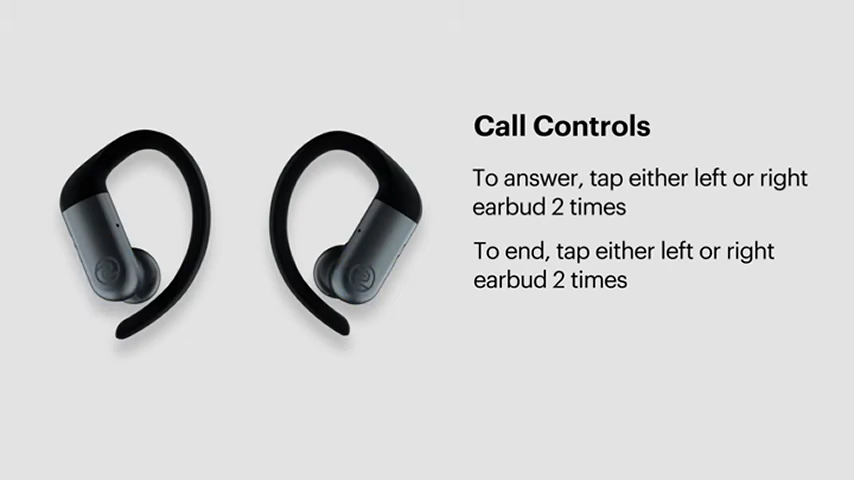 Call Controls
To answer, tap either left or right
earbud 2 times
To end, tap either left or right
earbud 2 times